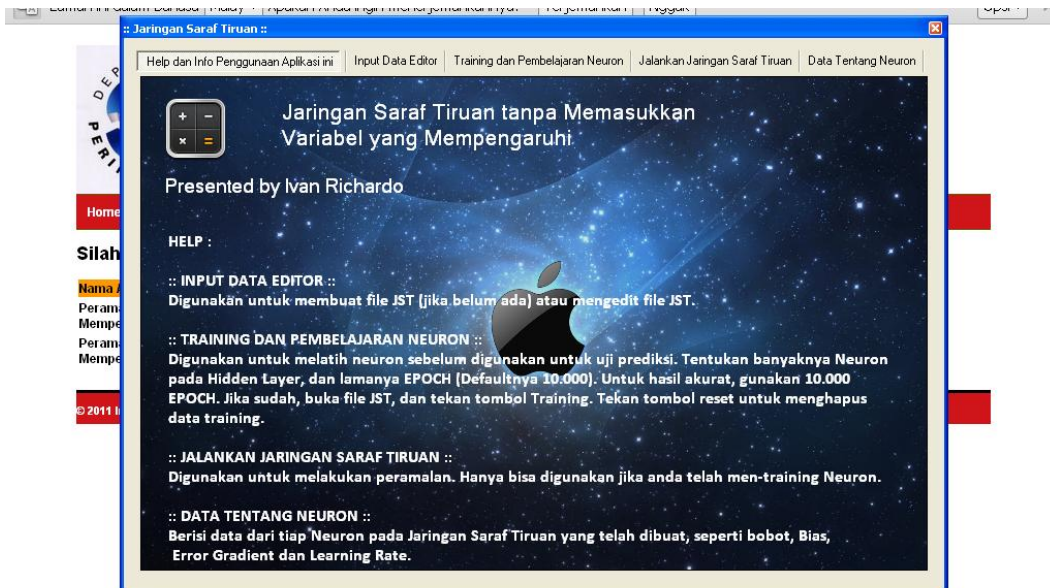 :: Jaringan Saraf Tiruan ::
Help dan Info Penggunaan Aplikasi ini
Input Data Editor
Training dan Pembelajaran Neuron
Jalankan Jaringan Saraf Tiruan
Data Tentang Neuron
Jaringan Saraf Tiruan tanpa Memasukkan
Variabel yang Mempengaruhi
Presented by Ivan Richardo
HELP :
:: INPUT DATA EDITOR ::
Digunakan untuk membuat file JST (jika belum ada) atau mengedit file JST.
:: TRAINING DAN PEMBELAJARAN NEURON ::
Digunakan untuk melatih neuron sebelum digunakan untuk uji prediksi. Tentukan banyaknya Neuron
pada Hidden Layer, dan lamanya EPOCH (Defaultnya 10.000). Untuk hasil akurat, gunakan 10.000
EPOCH. Jika sudah, buka file JST, dan tekan tombol Training. Tekan tombol reset untuk menghapus
data training.
:: JALANKAN JARINGAN SARAF TIRUAN ::
Digunakan untuk melakukan peramalan. Hanya bisa digunakan jika anda telah men-training Neuron.
:: DATA TENTANG NEURON ::
Berisi data dari tiap Neuron pada Jaringan Saraf Tiruan yang telah dibuat, seperti bobot, Bias,
Error Gradient dan Learning Rate.
Home
Silah
Nama
Peram
Mempe
Peram
Mempe
© 2011